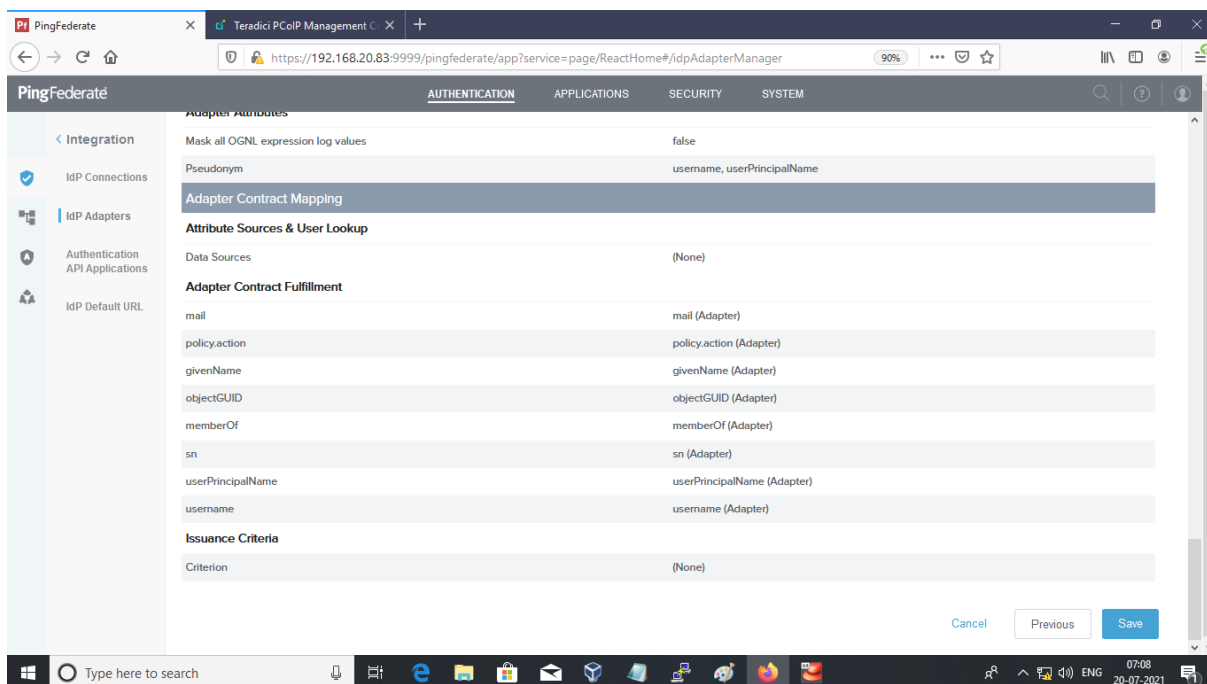 Pf PingFederate
Teradici PCoIP Management C
https://192.168.20.83:9999/pingfederate/app?service=page/ReactHome#/idpAdapterManager
90%
PingFederate
AUTHENTICATION
APPLICATIONS
SECURITY
SYSTEM
Integration
IdP Connections
IdP Adapters
Authentication
API Applications
IdP Default URL
Adapter Attributes
Mask all OGNL expression log values false
Pseudonym username, userPrincipalName
Adapter Contract Mapping
Attribute Sources & User Lookup
Data Sources (None)
Adapter Contract Fulfillment
mail mail (Adapter)
policy.action policy.action (Adapter)
givenName givenName (Adapter)
objectGUID objectGUID (Adapter)
memberOf memberOf (Adapter)
sn sn (Adapter)
userPrincipalName userPrincipalName (Adapter)
username username (Adapter)
Issuance Criteria
Criterion (None)
Cancel Previous Save
Type here to search
ENG
07:08
20-07-2021